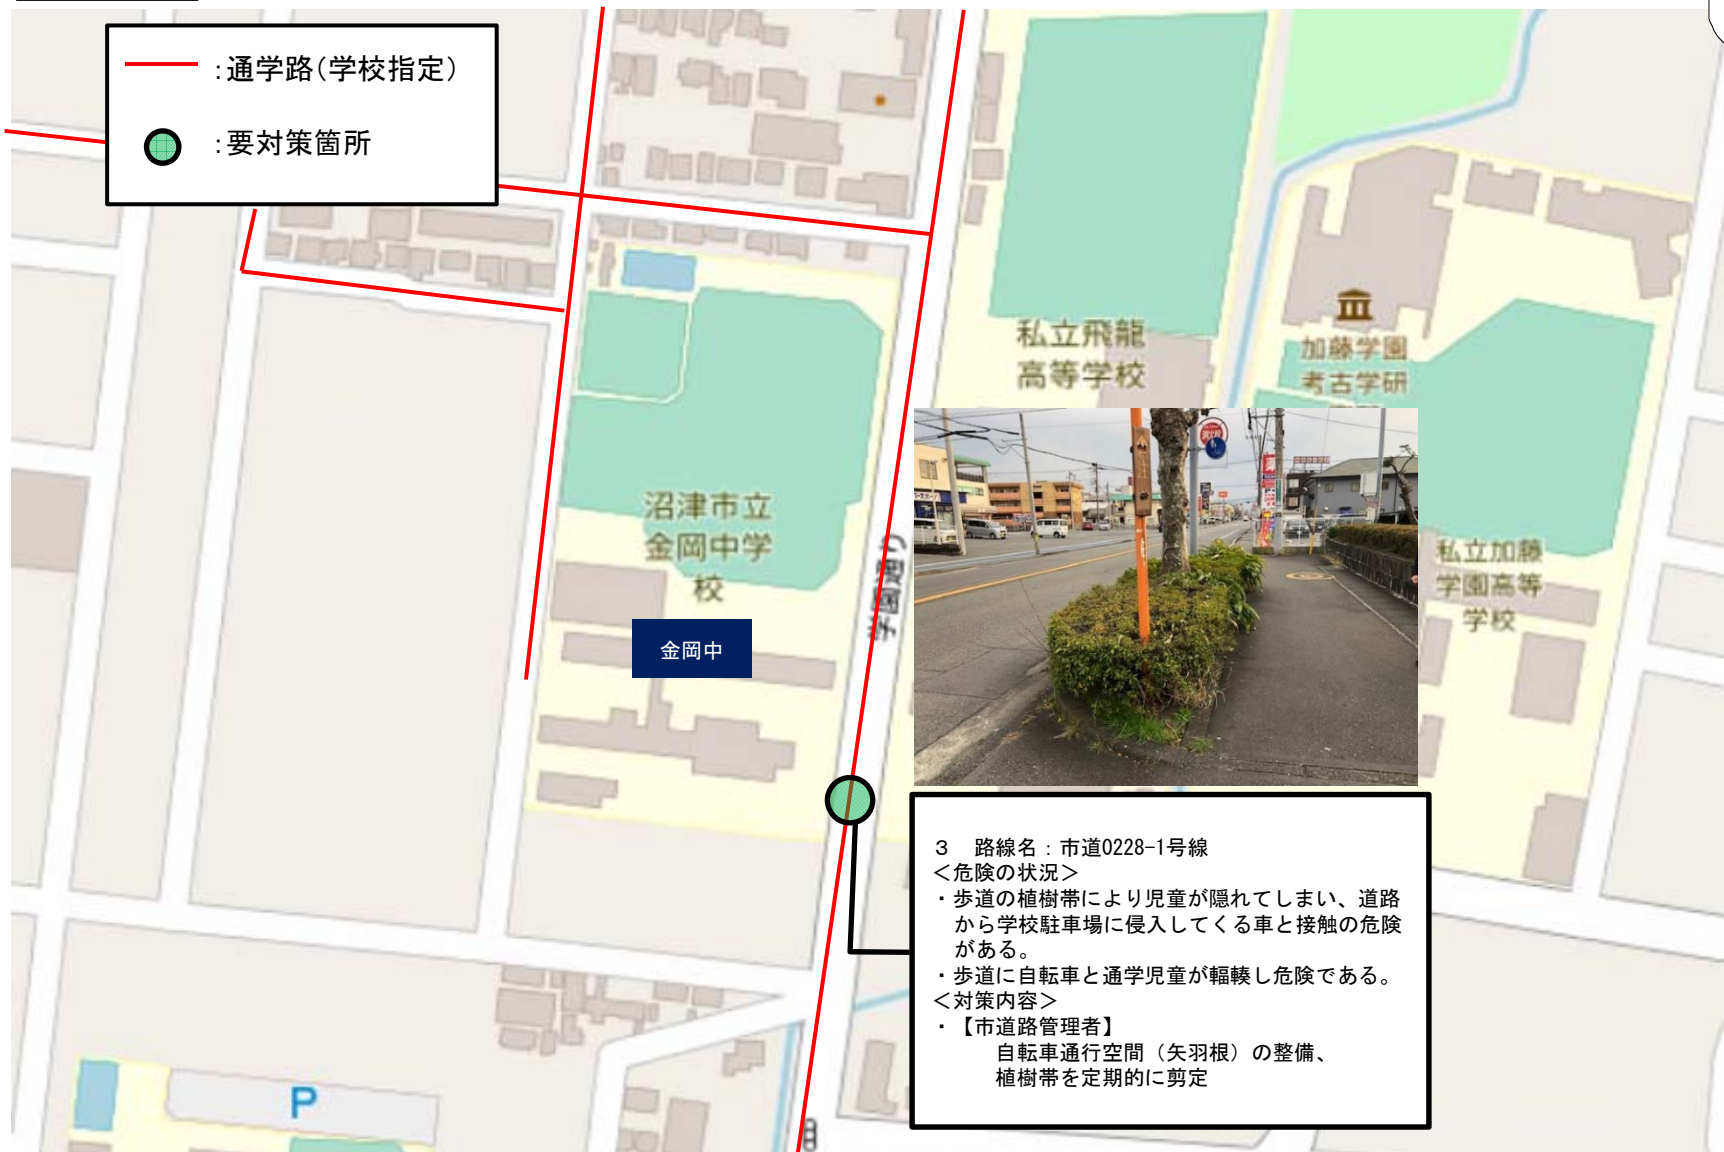 :通学路(学校指定)
:要対策箇所
私立飛龍
高等学校
加藤学園
考古学研
沼津市立
金岡中学
校
学園通り
金岡中
私立加藤
学園高等
学校
3 路線名：市道0228-1号線
＜危険の状況＞
・歩道の植樹帯により児童が隠れてしまい、道路
から学校駐車場に侵入してくる車と接触の危険
がある。
・歩道に自転車と通学児童が輻輳し危険である。
＜対策内容＞
・【市道路管理者】
自転車通行空間（矢羽根）の整備、
植樹帯を定期的に剪定
P